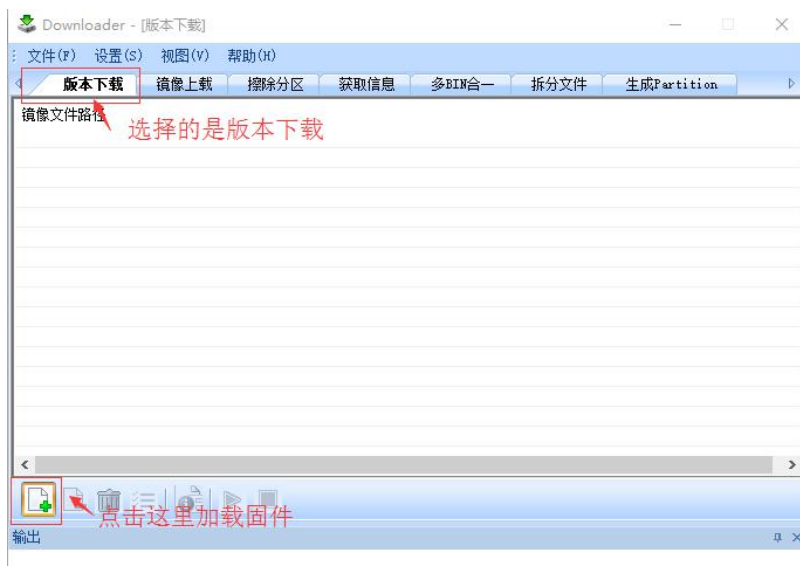 Downloader - [版本下载]
文件(F) 设置(S) 视图(V) 帮助(H)
版本下载 镜像上载 擦除分区 获取信息 多BIN合一 拆分文件 生成Partition
镜像文件路径
选择的是版本下载
点击这里加载固件
输出